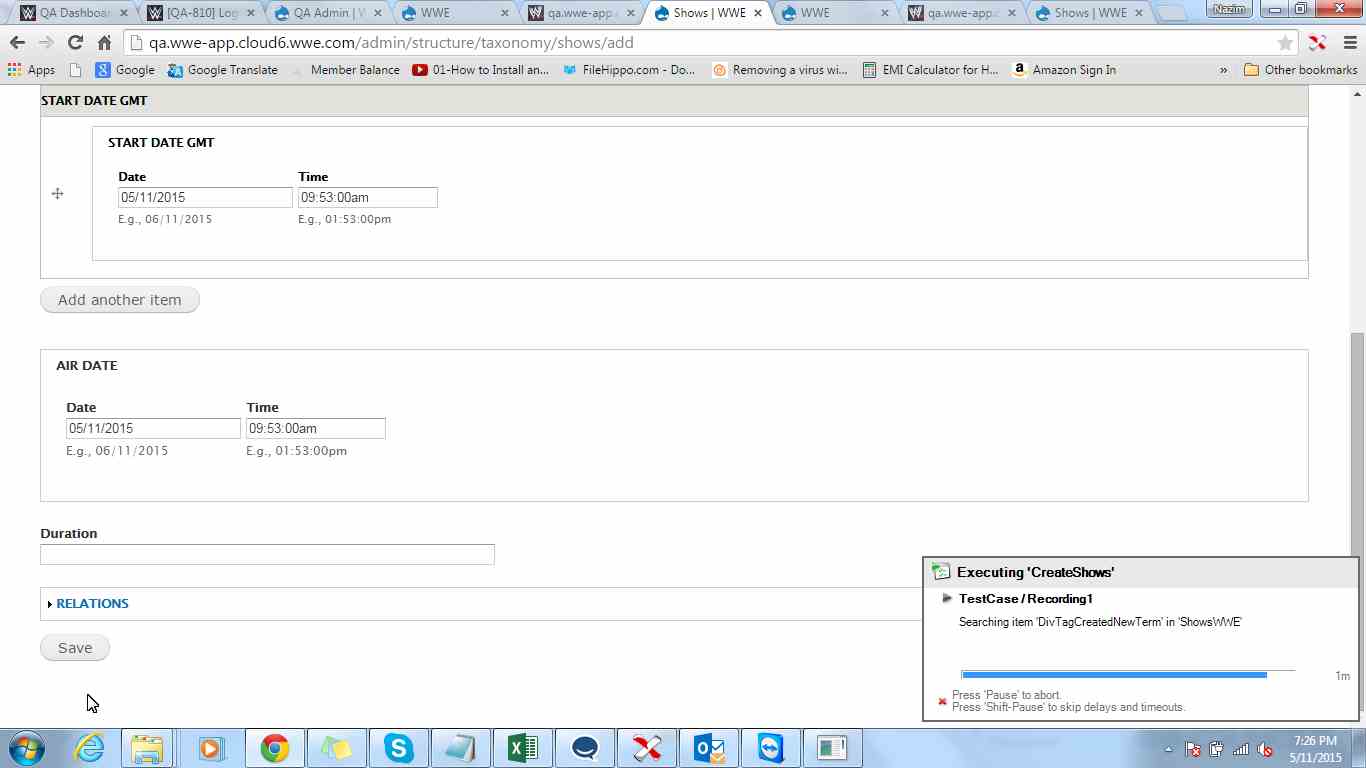 QA Dashboar
[QA-810] Log
QA Admin | W
WWE
qa.wwe-app.c
Shows | WWE
WWE
qa.wwe-app.c
Shows | WWE
Nazim
qa.wwe-app.cloud6.wwe.com/admin/structure/taxonomy/shows/add
Apps Google Google Translate Member Balance 01-How to Install an... FileHippo.com - Do... Removing a virus wi... EMI Calculator for H... Amazon Sign In » Other bookmarks
START DATE GMT
START DATE GMT
Date Time
05/11/2015 09:53:00am
E.g., 06/11/2015 E.g., 01:53:00pm
Add another item
AIR DATE
Date Time
05/11/2015 09:53:00am
E.g., 06/11/2015 E.g., 01:53:00pm
Duration
RELATIONS
Save
Executing 'CreateShows'
TestCase / Recording1
Searching item 'DivTagCreatedNewTerm' in 'ShowsWWE'
1m
Press 'Pause' to abort.
Press 'Shift-Pause' to skip delays and timeouts.
7:26 PM
5/11/2015